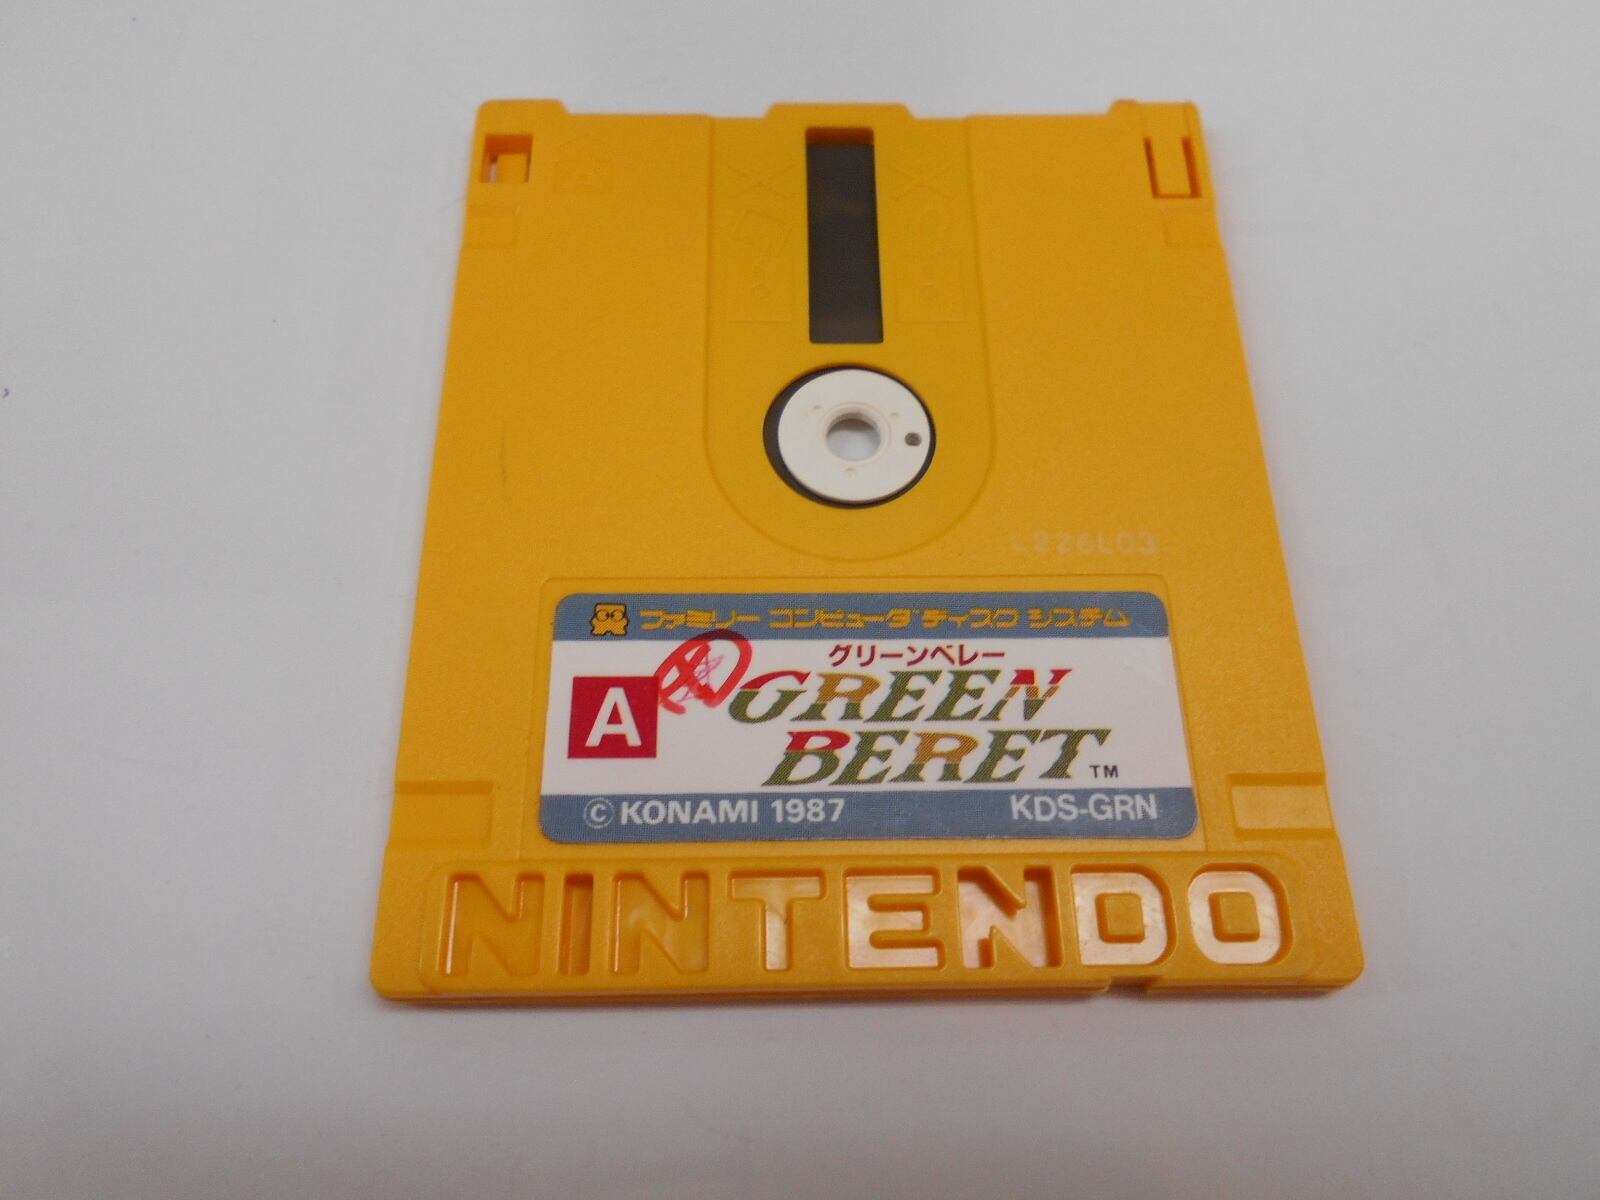 L226L03
ファミリー コンピュータ ディスク システム
グリーンベレー
A
GREEN
BERET TM
© KONAMI 1987 KDS-GRN
NINTENDO